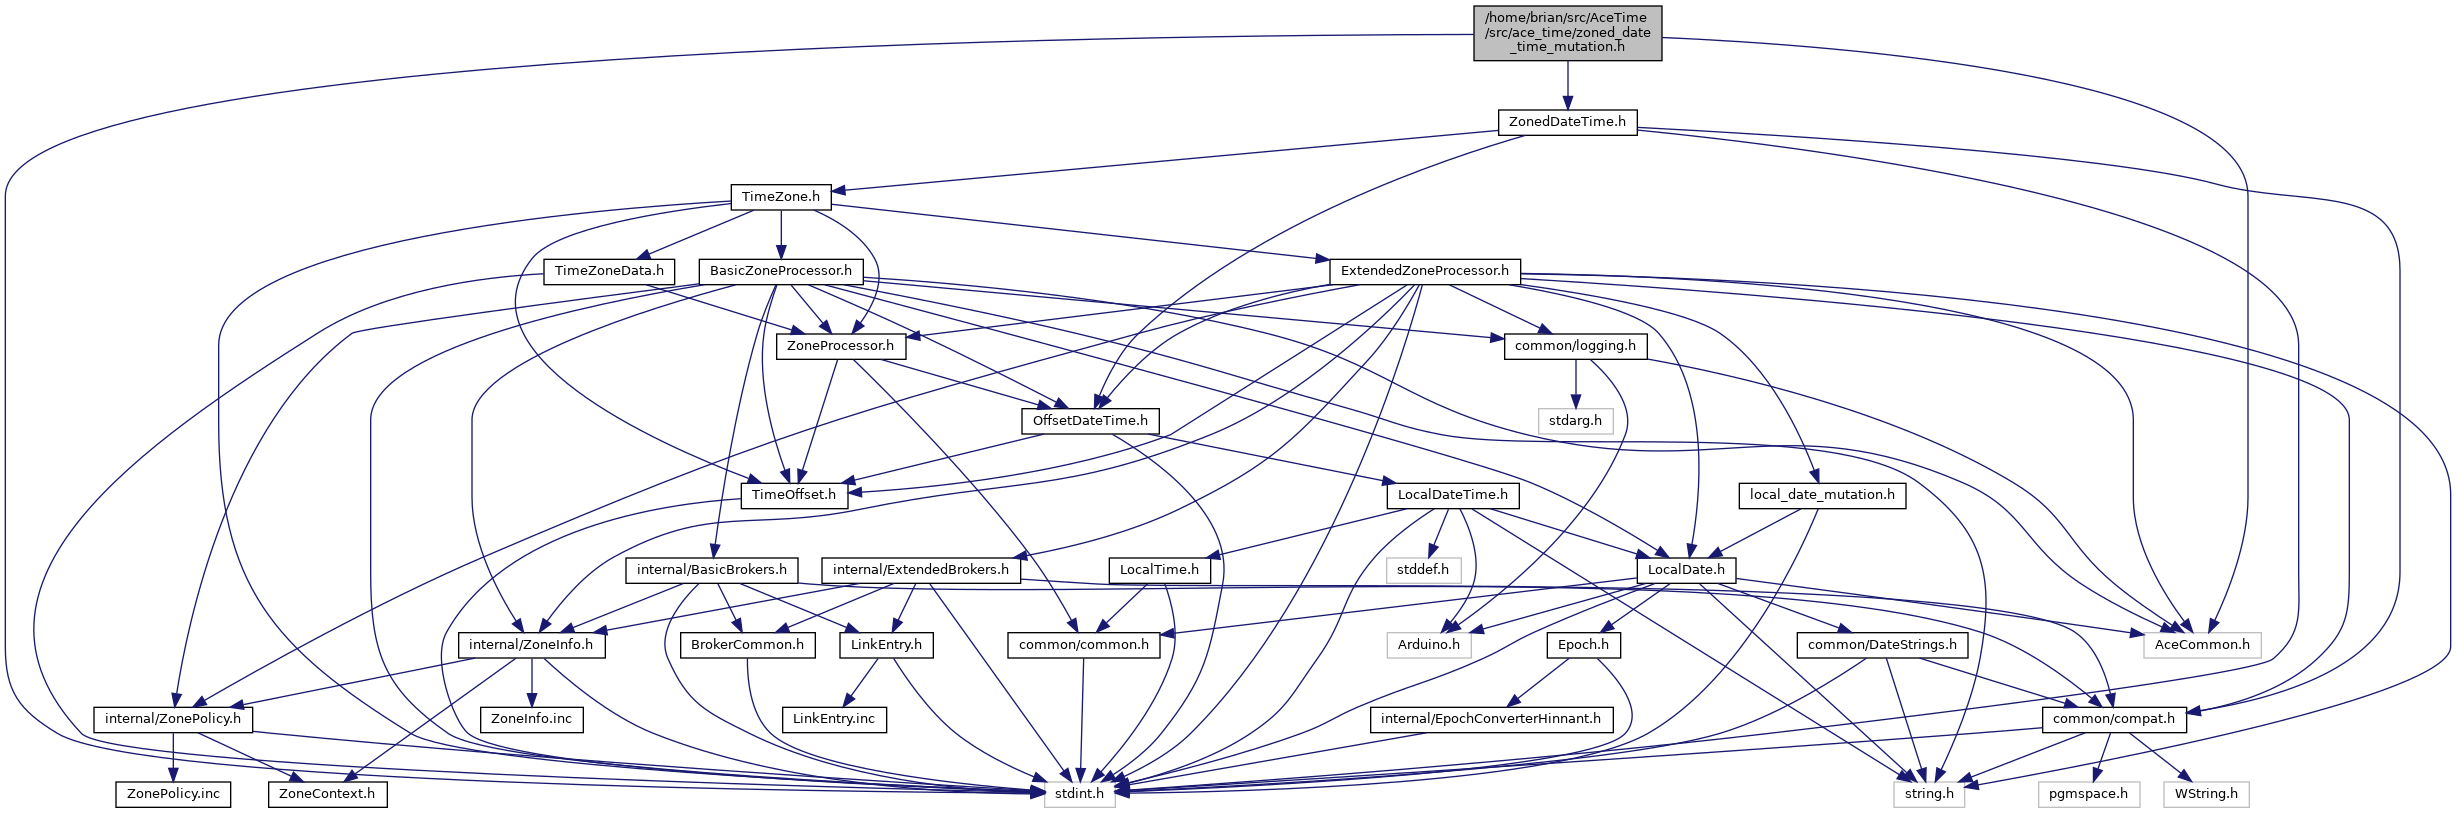 /home/brian/src/AceTime
/src/ace_time/zoned_date
_time_mutation.h
ZonedDateTime.h
TimeZone.h
TimeZoneData.h
BasicZoneProcessor.h
ExtendedZoneProcessor.h
ZoneProcessor.h
common/logging.h
OffsetDateTime.h
stdarg.h
TimeOffset.h
LocalDateTime.h
local_date_mutation.h
internal/BasicBrokers.h
internal/ExtendedBrokers.h
LocalTime.h
stddef.h
LocalDate.h
internal/ZoneInfo.h
BrokerCommon.h
LinkEntry.h
common/common.h
Arduino.h
Epoch.h
common/DateStrings.h
AceCommon.h
internal/ZonePolicy.h
ZoneInfo.inc
LinkEntry.inc
internal/EpochConverterHinnant.h
common/compat.h
ZonePolicy.inc
ZoneContext.h
stdint.h
string.h
pgmspace.h
WString.h